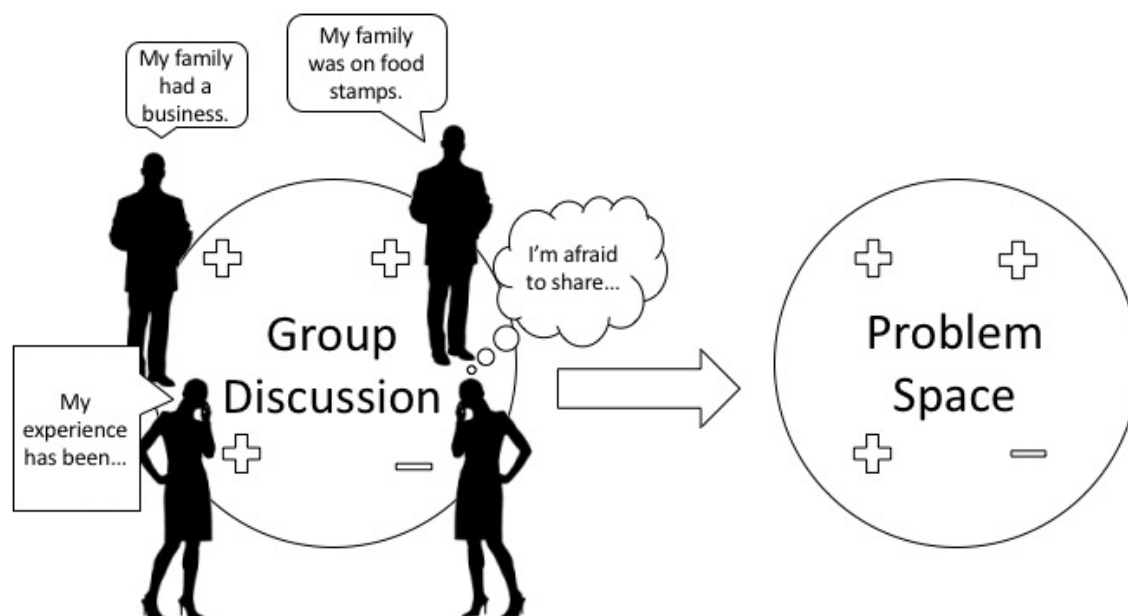 My family
had a
business.
My family
was on food
stamps.
I’m afraid
to share…
Group
Discussion
My
experience
has been…
Problem
Space